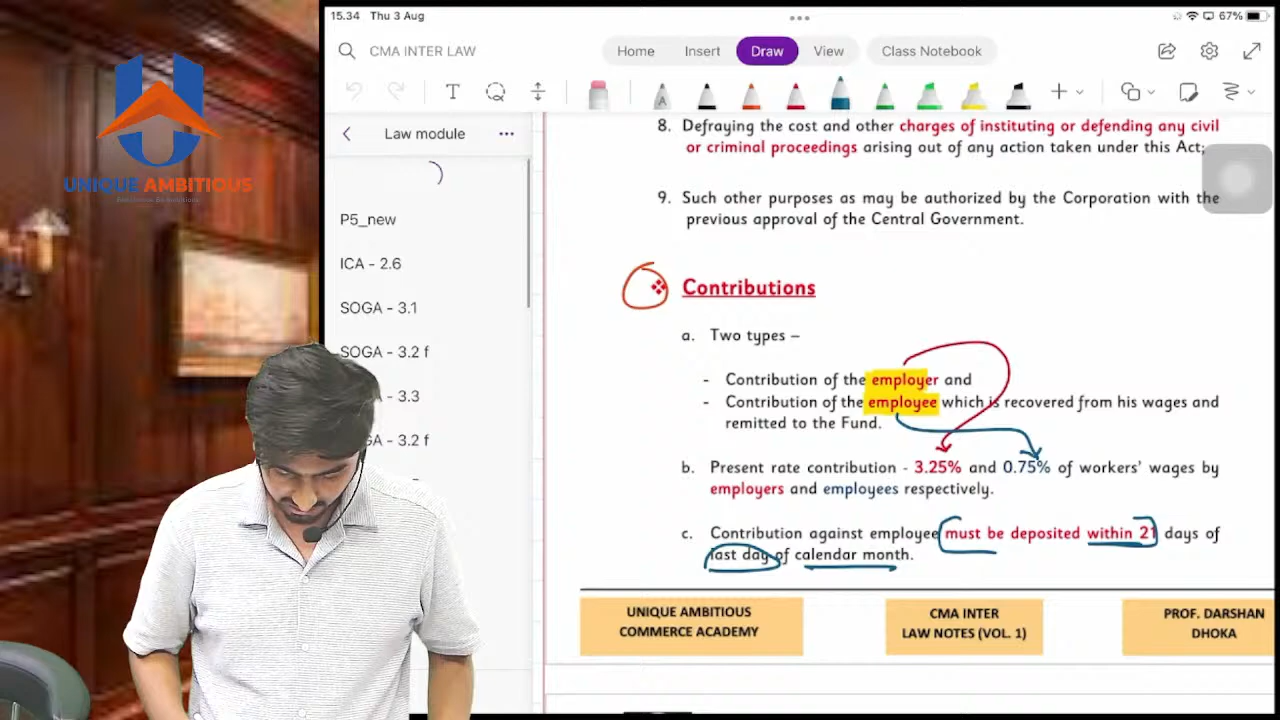 15.34 Thu 3 Aug
67%
CMA INTER LAW
Home Insert Draw View Class Notebook
Law module
P5_new
ICA - 2.6
SOGA - 3.1
SOGA - 3.2 f
- 3.3
GA - 3.2 f
UNIQUE AMBITIOUS
8. Defraying the cost and other charges of instituting or defending any civil
or criminal proceedings arising out of any action taken under this Act;
9. Such other purposes as may be authorized by the Corporation with the
previous approval of the Central Government.
Contributions
a. Two types –
- Contribution of the employer and
- Contribution of the employee which is recovered from his wages and
remitted to the Fund.
b. Present rate contribution - 3.25% and 0.75% of workers' wages by
employers and employees respectively.
c. Contribution against employee must be deposited within 21 days of
last day of calendar month.
UNIQUE AMBITIOUS
COMMERCE ACADEMY
CMA INTER
LAW NOTES (VOL. 1)
PROF. DARSHAN
DHOKA